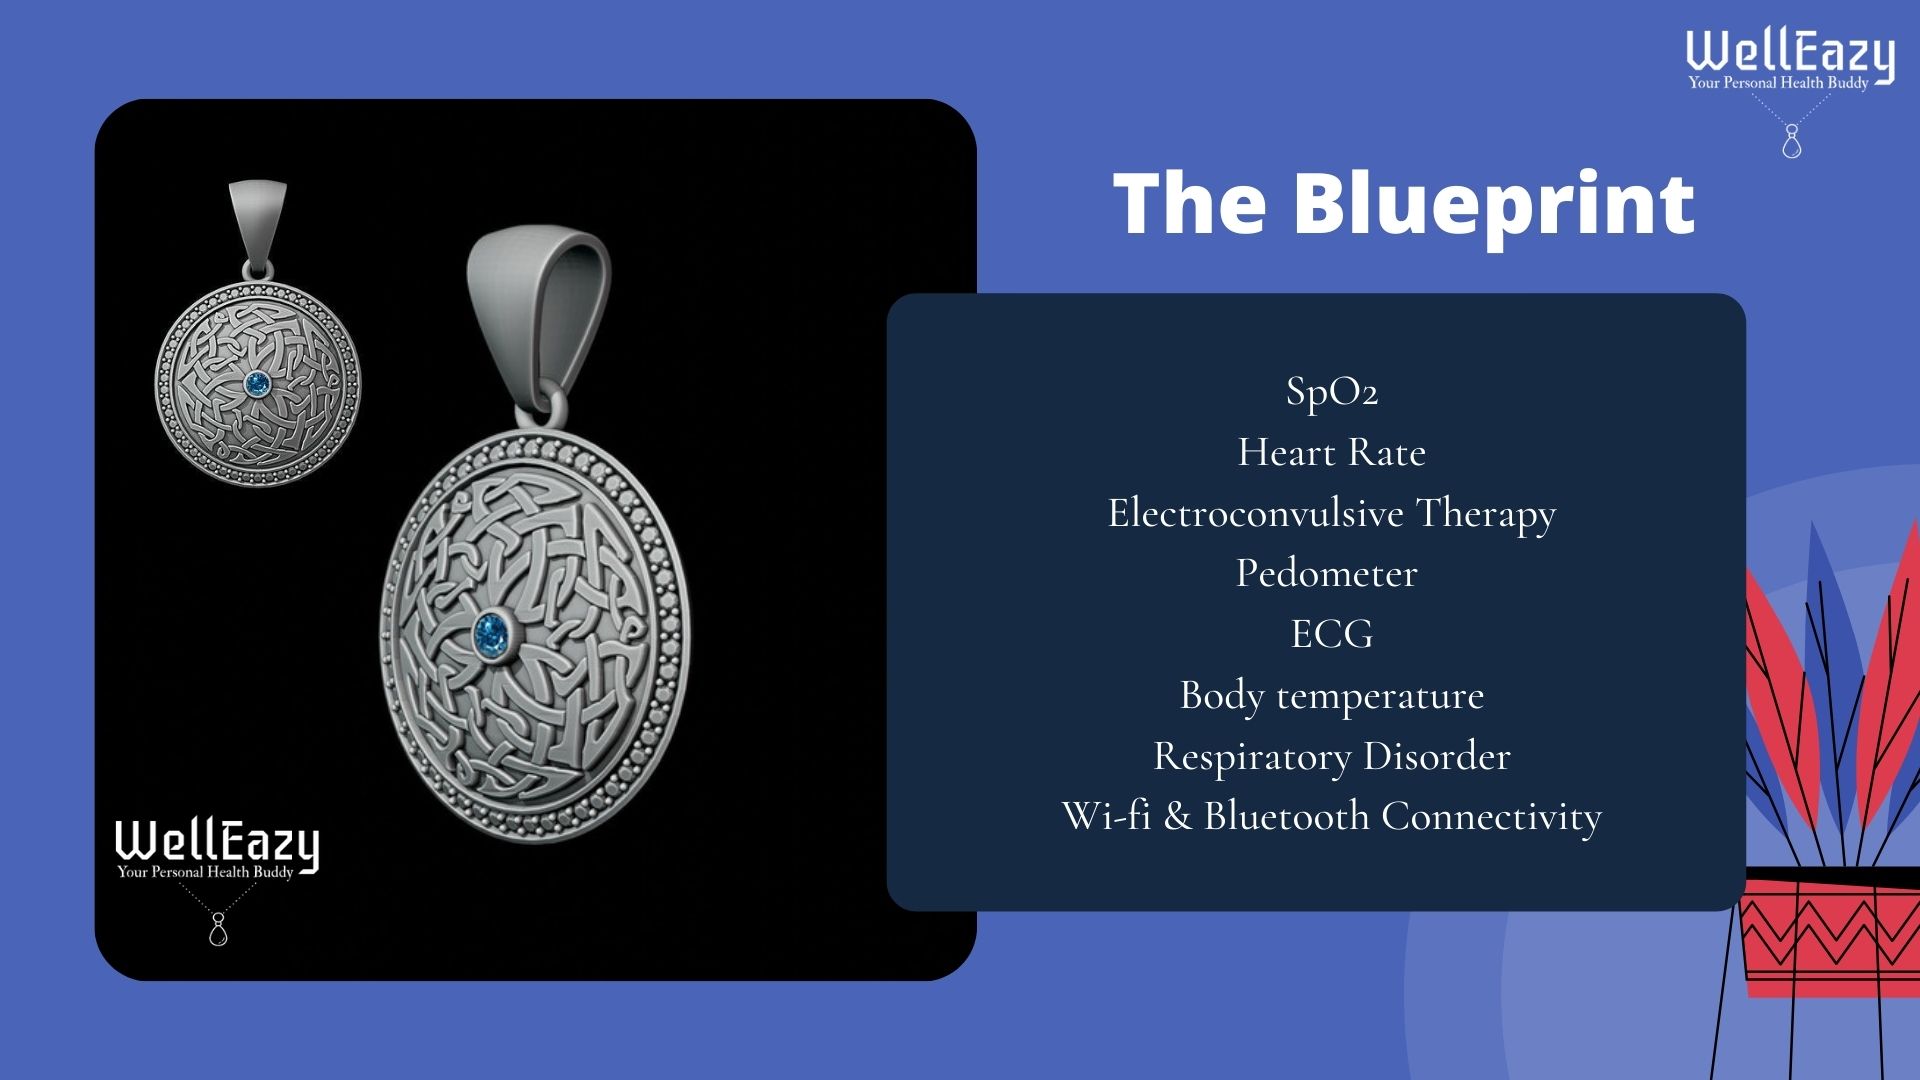 WellEazy
Your Personal Health Buddy
The Blueprint
SpO2
Heart Rate
Electroconvulsive Therapy
Pedometer
ECG
Body temperature
Respiratory Disorder
Wi-fi & Bluetooth Connectivity
WellEazy
Your Personal Health Buddy